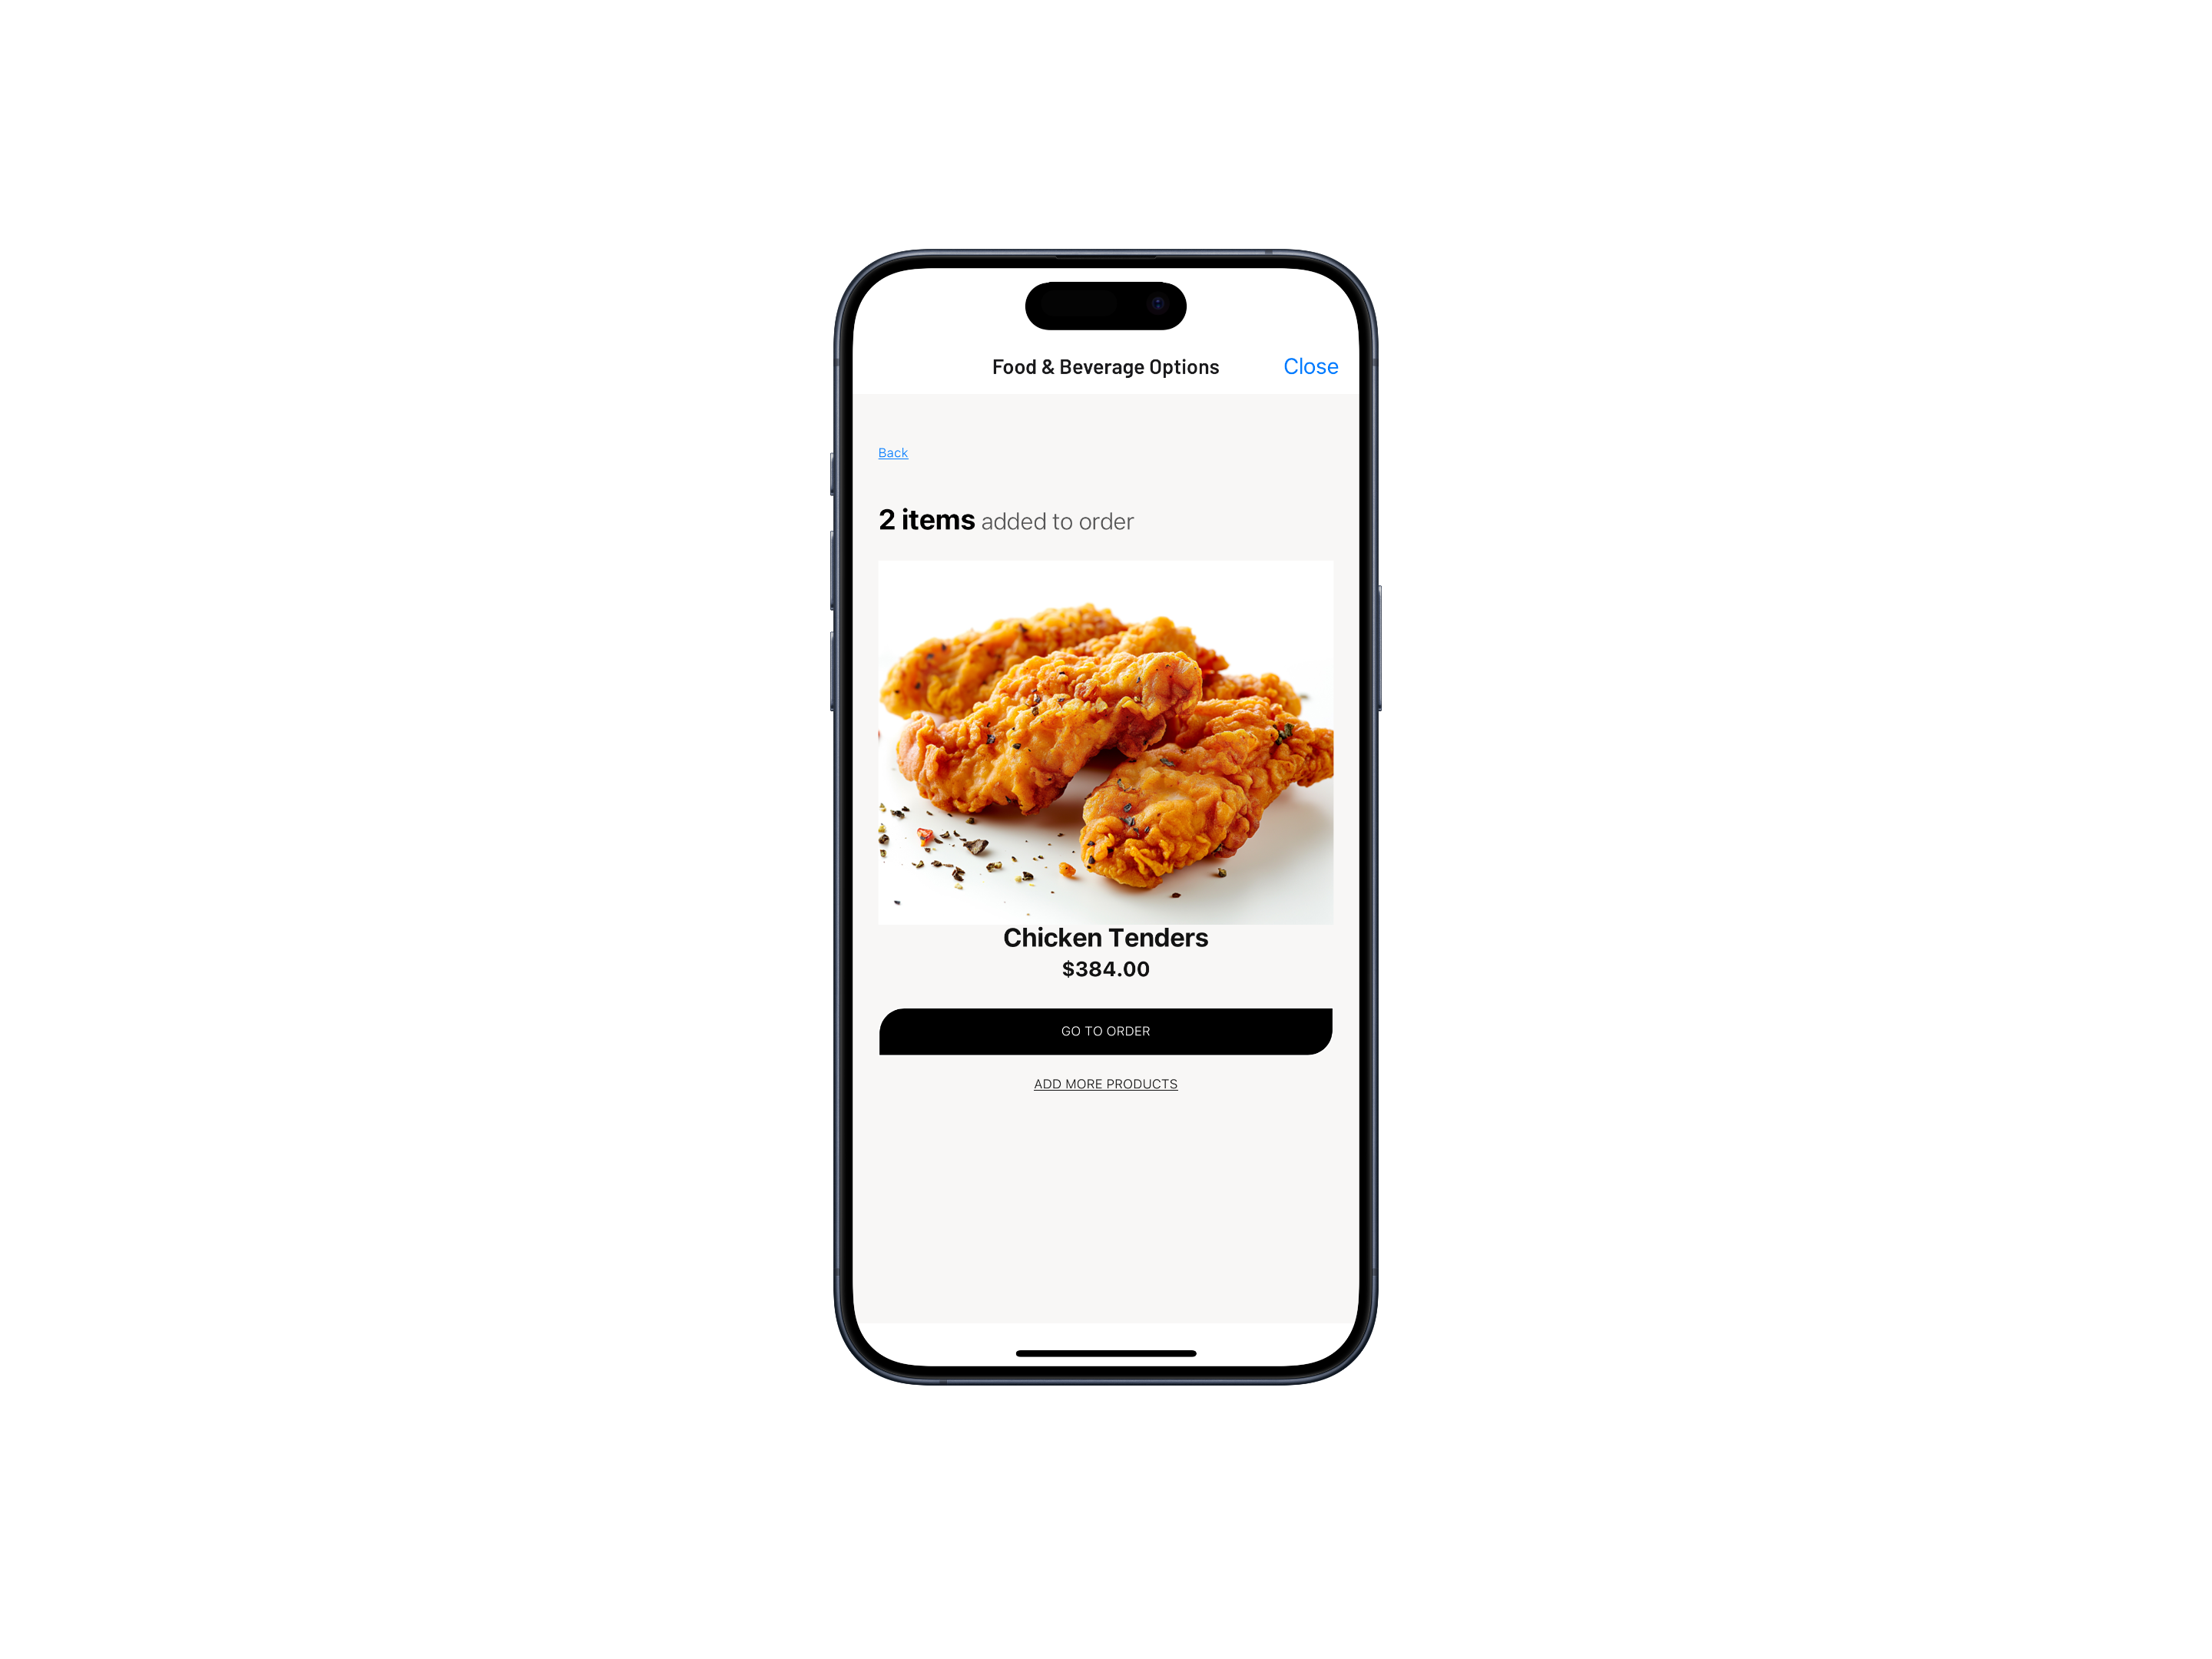 Food & Beverage Options Close
Back
2 items added to order
Chicken Tenders
$384.00
GO TO ORDER
ADD MORE PRODUCTS